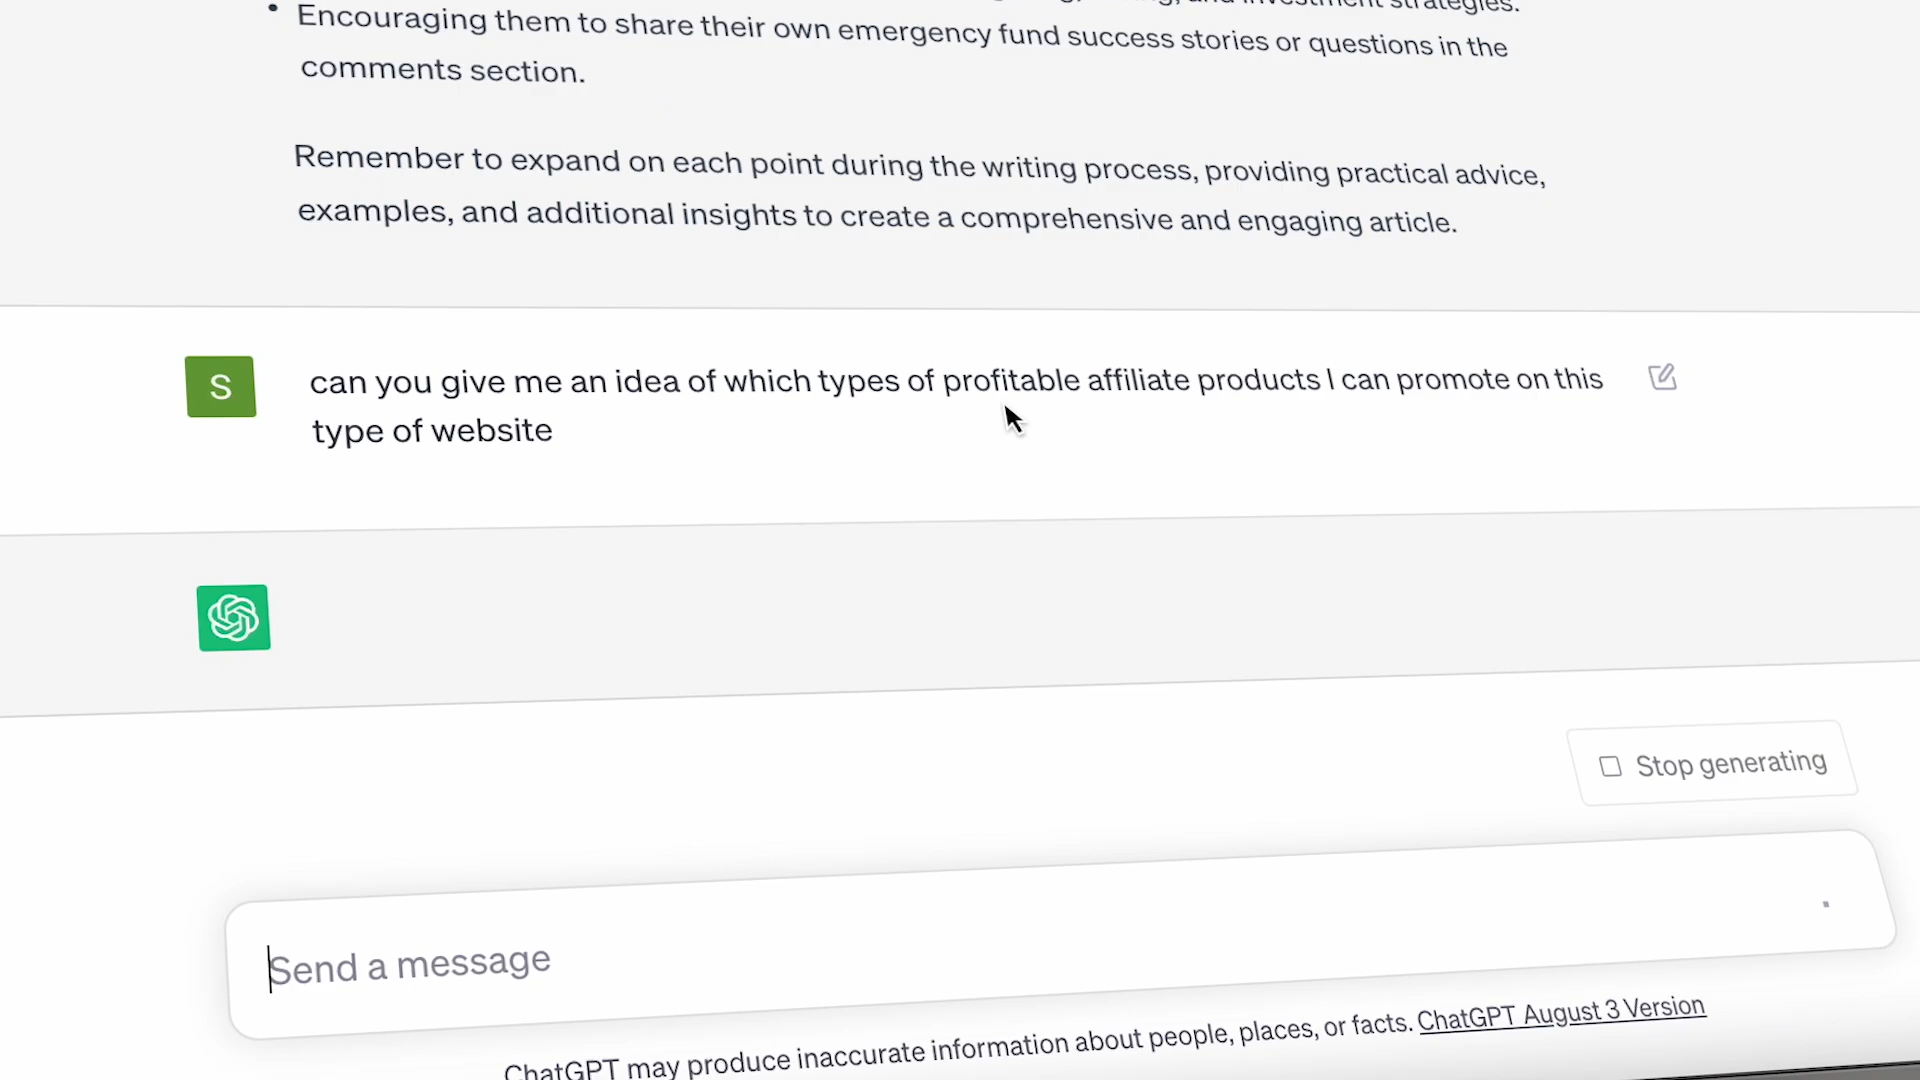 and investment strategies.
Encouraging them to share their own emergency fund success stories or questions in the
comments section.
Remember to expand on each point during the writing process, providing practical advice,
examples, and additional insights to create a comprehensive and engaging article.
S
can you give me an idea of which types of profitable affiliate products I can promote on this
type of website
Stop generating
Send a message
ChatGPT may produce inaccurate information about people, places, or facts. ChatGPT August 3 Version